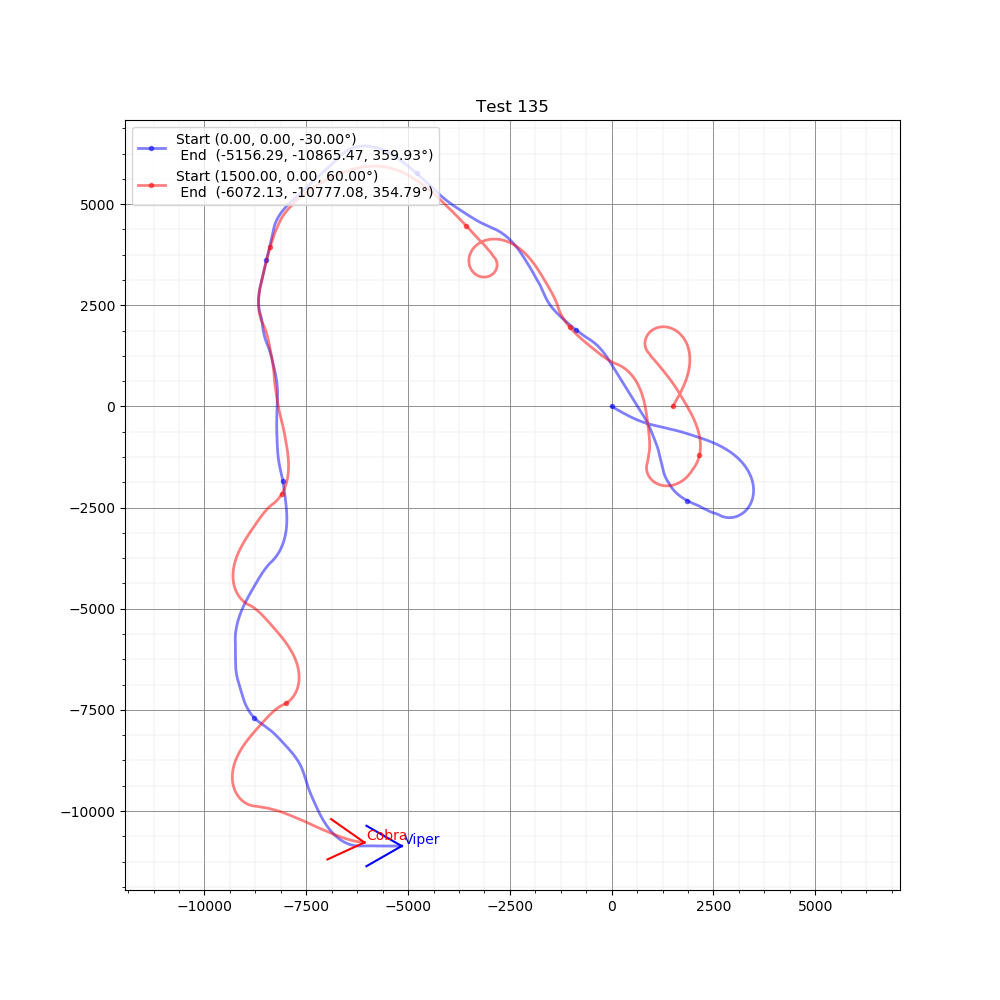 Test 135
Start (0.00, 0.00, -30.00°)
End (-5156.29, -10865.47, 359.93°)
Start (1500.00, 0.00, 60.00°)
End (-6072.13, -10777.08, 354.79°)
5000
2500
0
−2500
−5000
−7500
−10000
Cobra
Viper
−10000 −7500 −5000 −2500 0 2500 5000